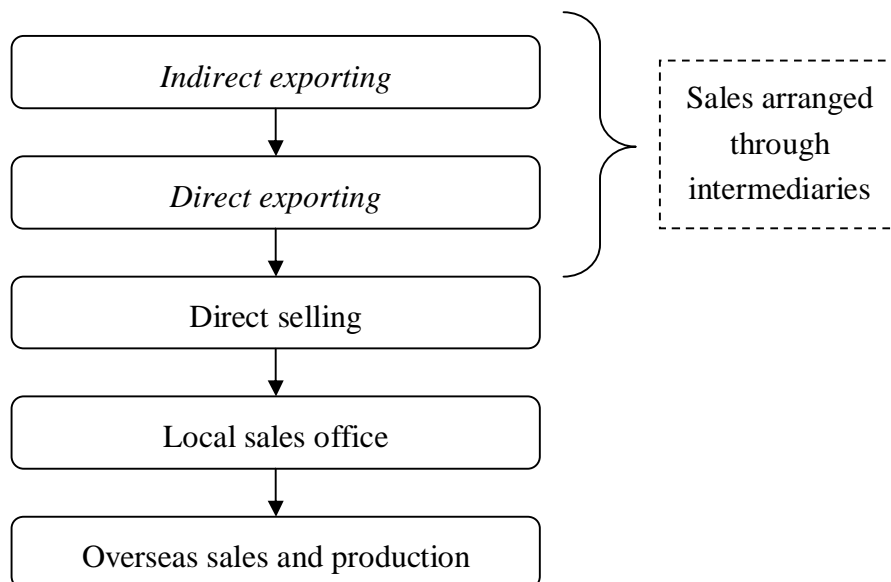 Indirect exporting
Sales arranged
through
intermediaries
Direct exporting
Direct selling
Local sales office
Overseas sales and production